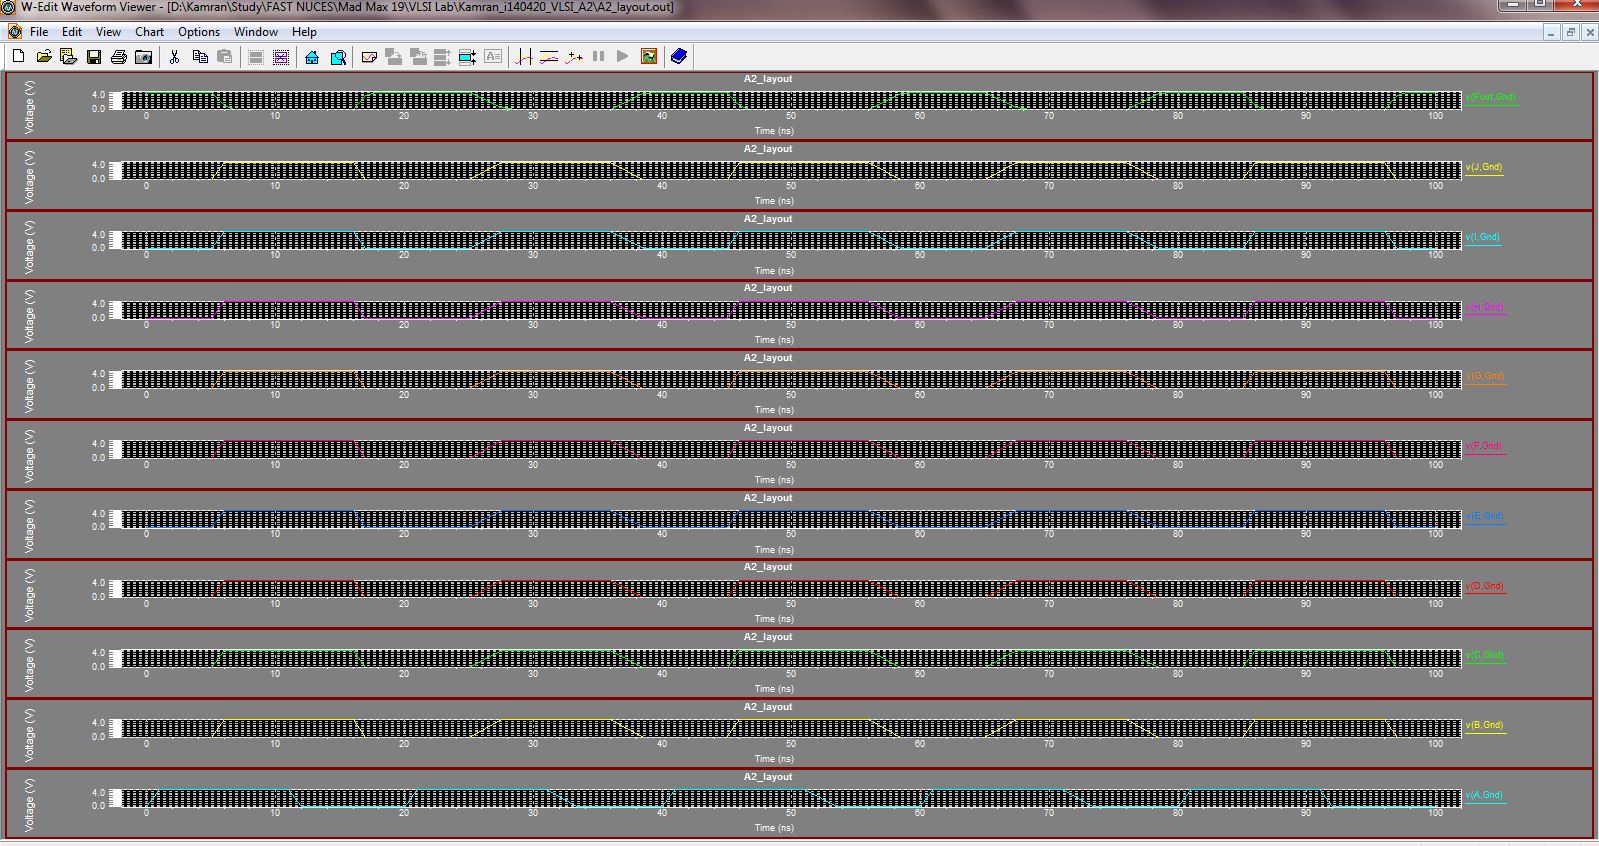 W-Edit Waveform Viewer - [D:\Kamran\Study\FAST NUCES\Mad Max 19\VLSI Lab\Kamran_i140420_VLSI_A2\A2_layout.out]
File Edit View Chart Options Window Help
A2_layout
Voltage (V)
4.0
0.0
v(Fout,Gnd)
0 10 20 30 40 50 60 70 80 90 100
Time (ns)
A2_layout
Voltage (V)
4.0
0.0
v(J,Gnd)
0 10 20 30 40 50 60 70 80 90 100
Time (ns)
A2_layout
Voltage (V)
4.0
0.0
v(I,Gnd)
0 10 20 30 40 50 60 70 80 90 100
Time (ns)
A2_layout
Voltage (V)
4.0
0.0
v(H,Gnd)
0 10 20 30 40 50 60 70 80 90 100
Time (ns)
A2_layout
Voltage (V)
4.0
0.0
v(G,Gnd)
0 10 20 30 40 50 60 70 80 90 100
Time (ns)
A2_layout
Voltage (V)
4.0
0.0
v(F,Gnd)
0 10 20 30 40 50 60 70 80 90 100
Time (ns)
A2_layout
Voltage (V)
4.0
0.0
v(E,Gnd)
0 10 20 30 40 50 60 70 80 90 100
Time (ns)
A2_layout
Voltage (V)
4.0
0.0
v(D,Gnd)
0 10 20 30 40 50 60 70 80 90 100
Time (ns)
A2_layout
Voltage (V)
4.0
0.0
v(C,Gnd)
0 10 20 30 40 50 60 70 80 90 100
Time (ns)
A2_layout
Voltage (V)
4.0
0.0
v(B,Gnd)
0 10 20 30 40 50 60 70 80 90 100
Time (ns)
A2_layout
Voltage (V)
4.0
0.0
v(A,Gnd)
0 10 20 30 40 50 60 70 80 90 100
Time (ns)